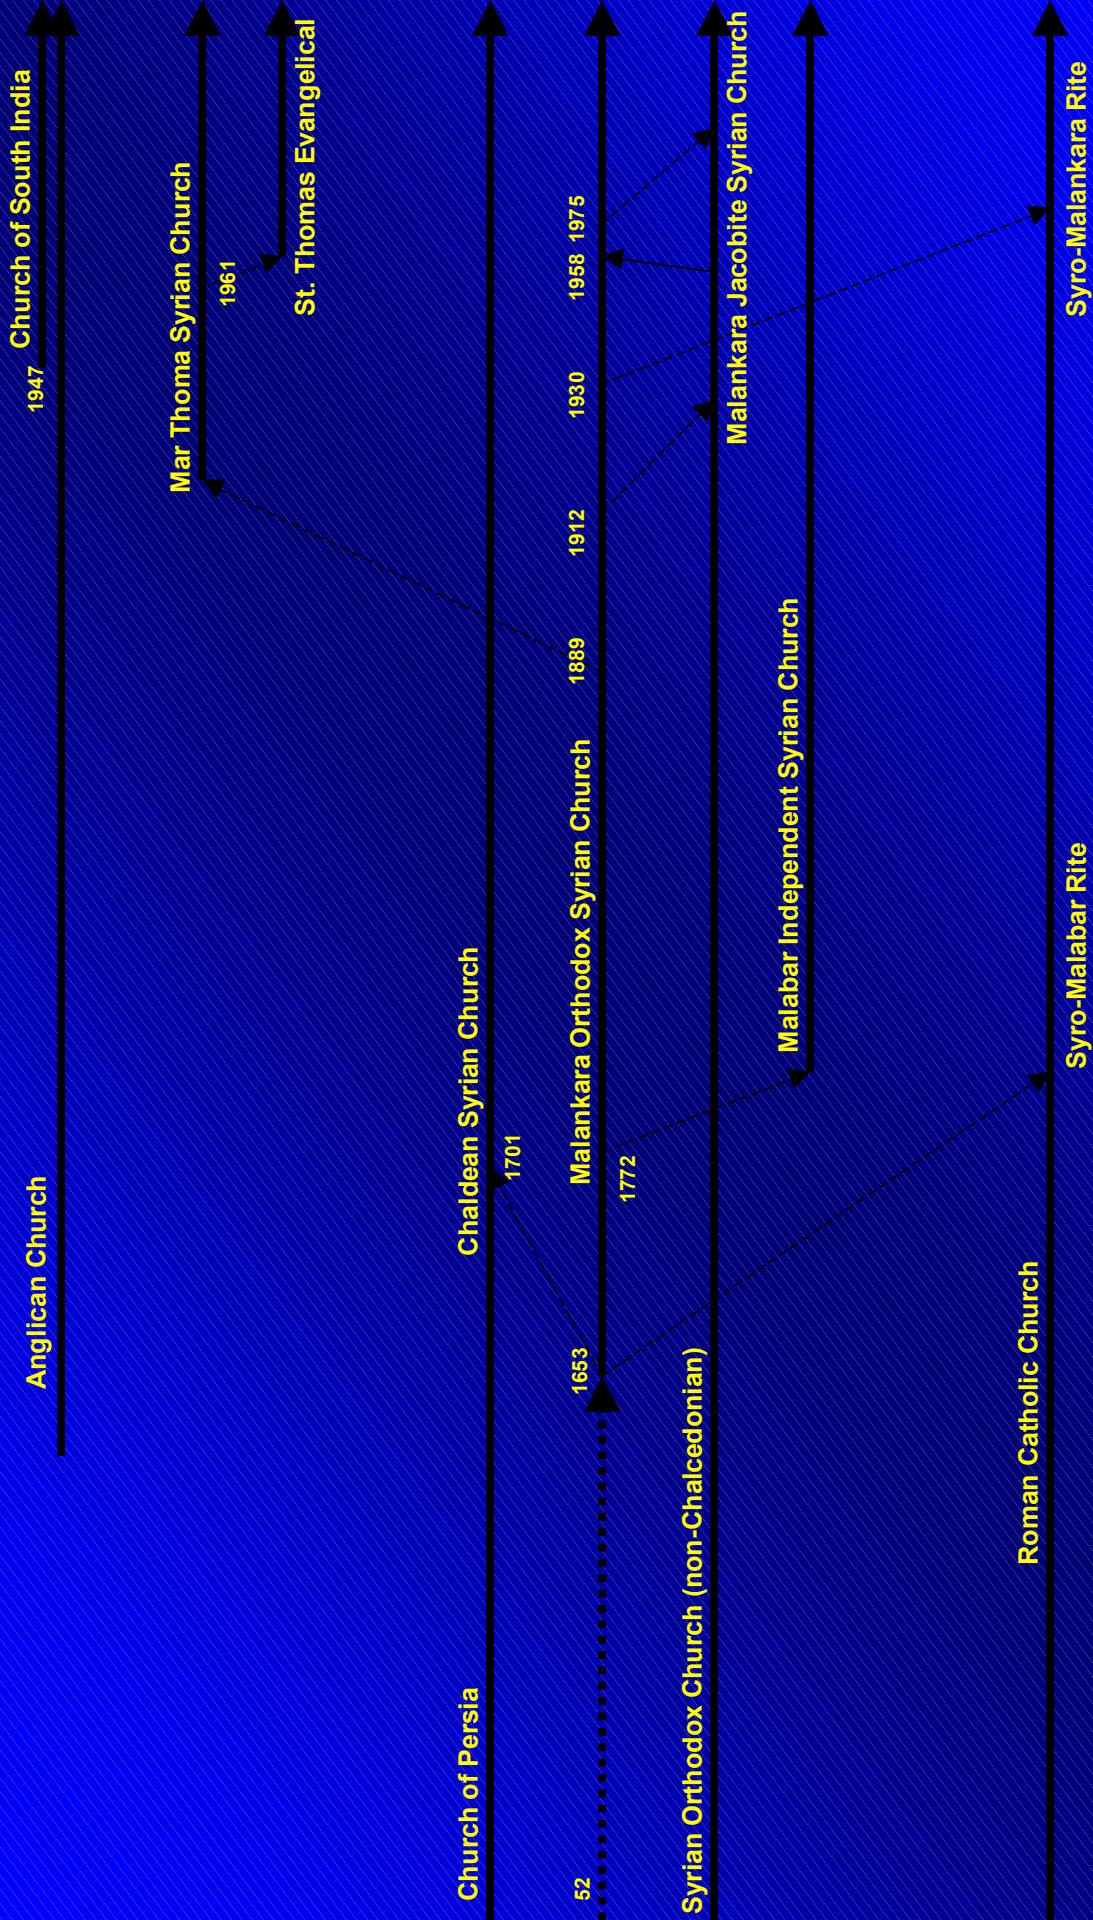 Church of South India
1947
Anglican Church
Mar Thoma Syrian Church
1961
St. Thomas Evangelical
Church of Persia
Chaldean Syrian Church
1701
52
1653
Malankara Orthodox Syrian Church
1889
1912
1930
1958
1975
1772
Syrian Orthodox Church (non-Chalcedonian)
Malankara Jacobite Syrian Church
Malabar Independent Syrian Church
Roman Catholic Church
Syro-Malabar Rite
Syro-Malankara Rite